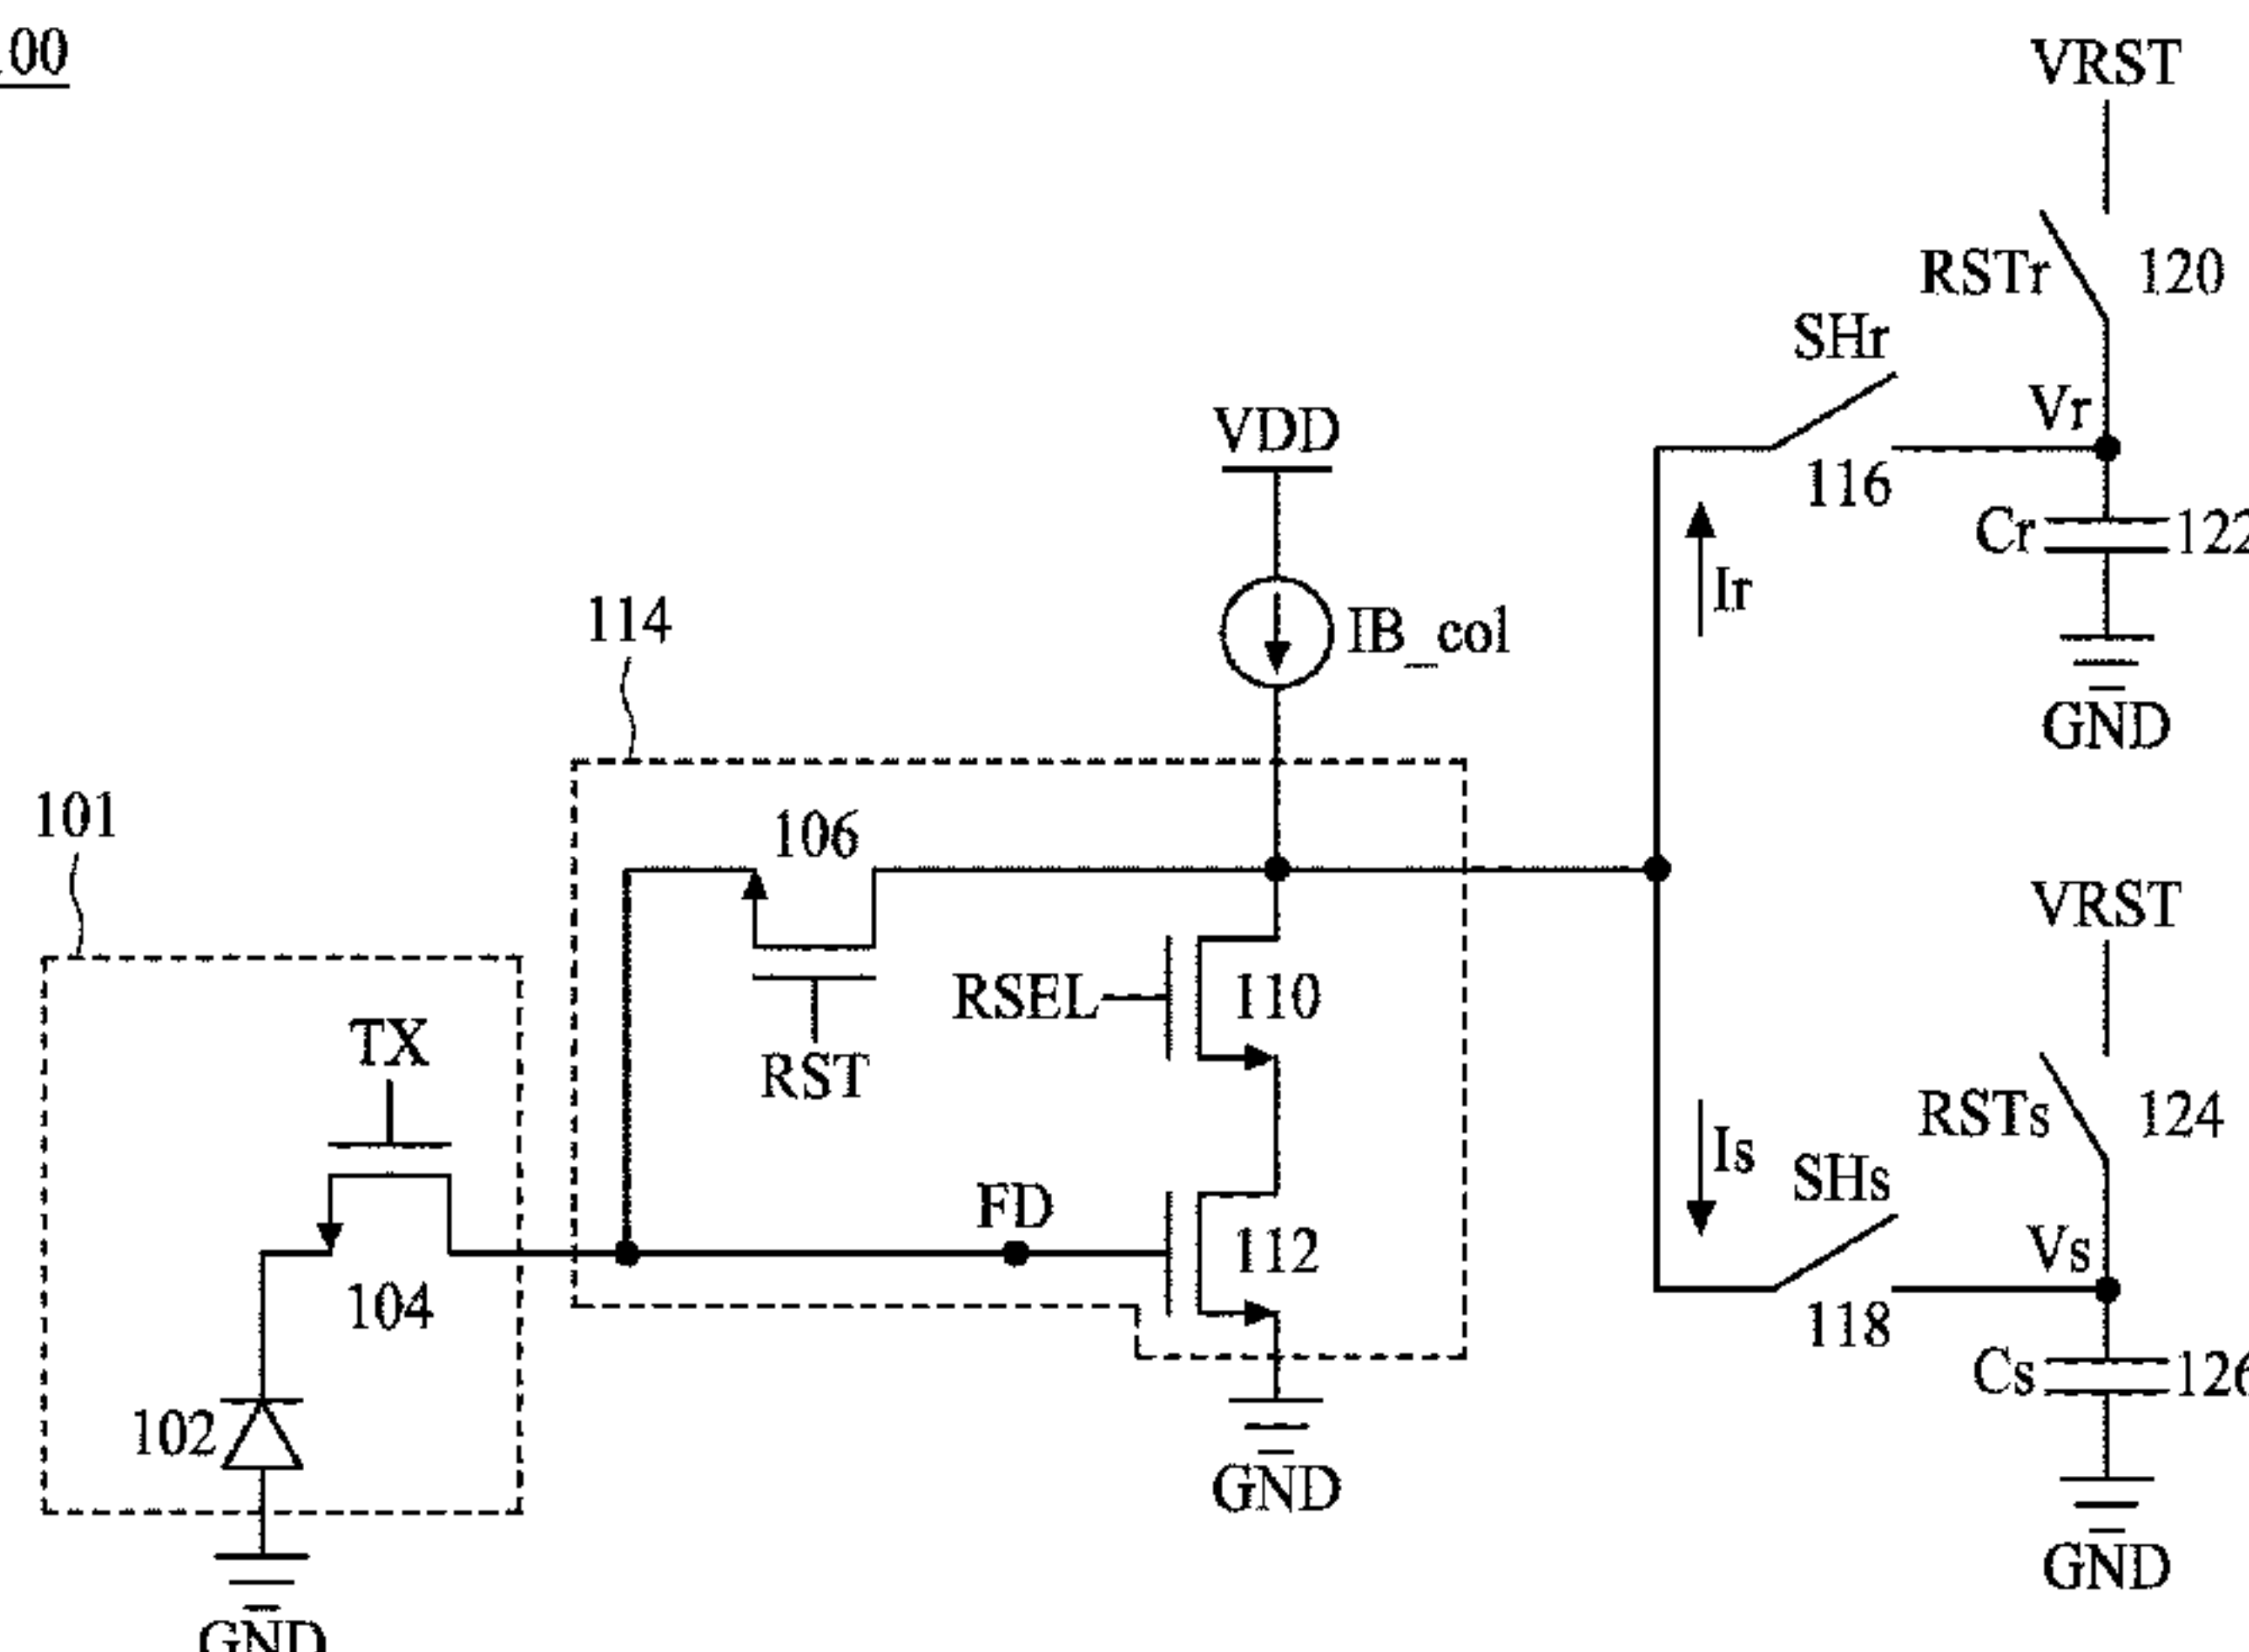 100
VRST
RSTr
120
SHr
Vr
116
Cr
122
VDD
Ir
IB_col
GND
114
101
106
VRST
RSEL
110
TX
RST
RSTs
124
Is
SHs
FD
Vs
112
104
118
Cs
126
102
GND
GND
GND